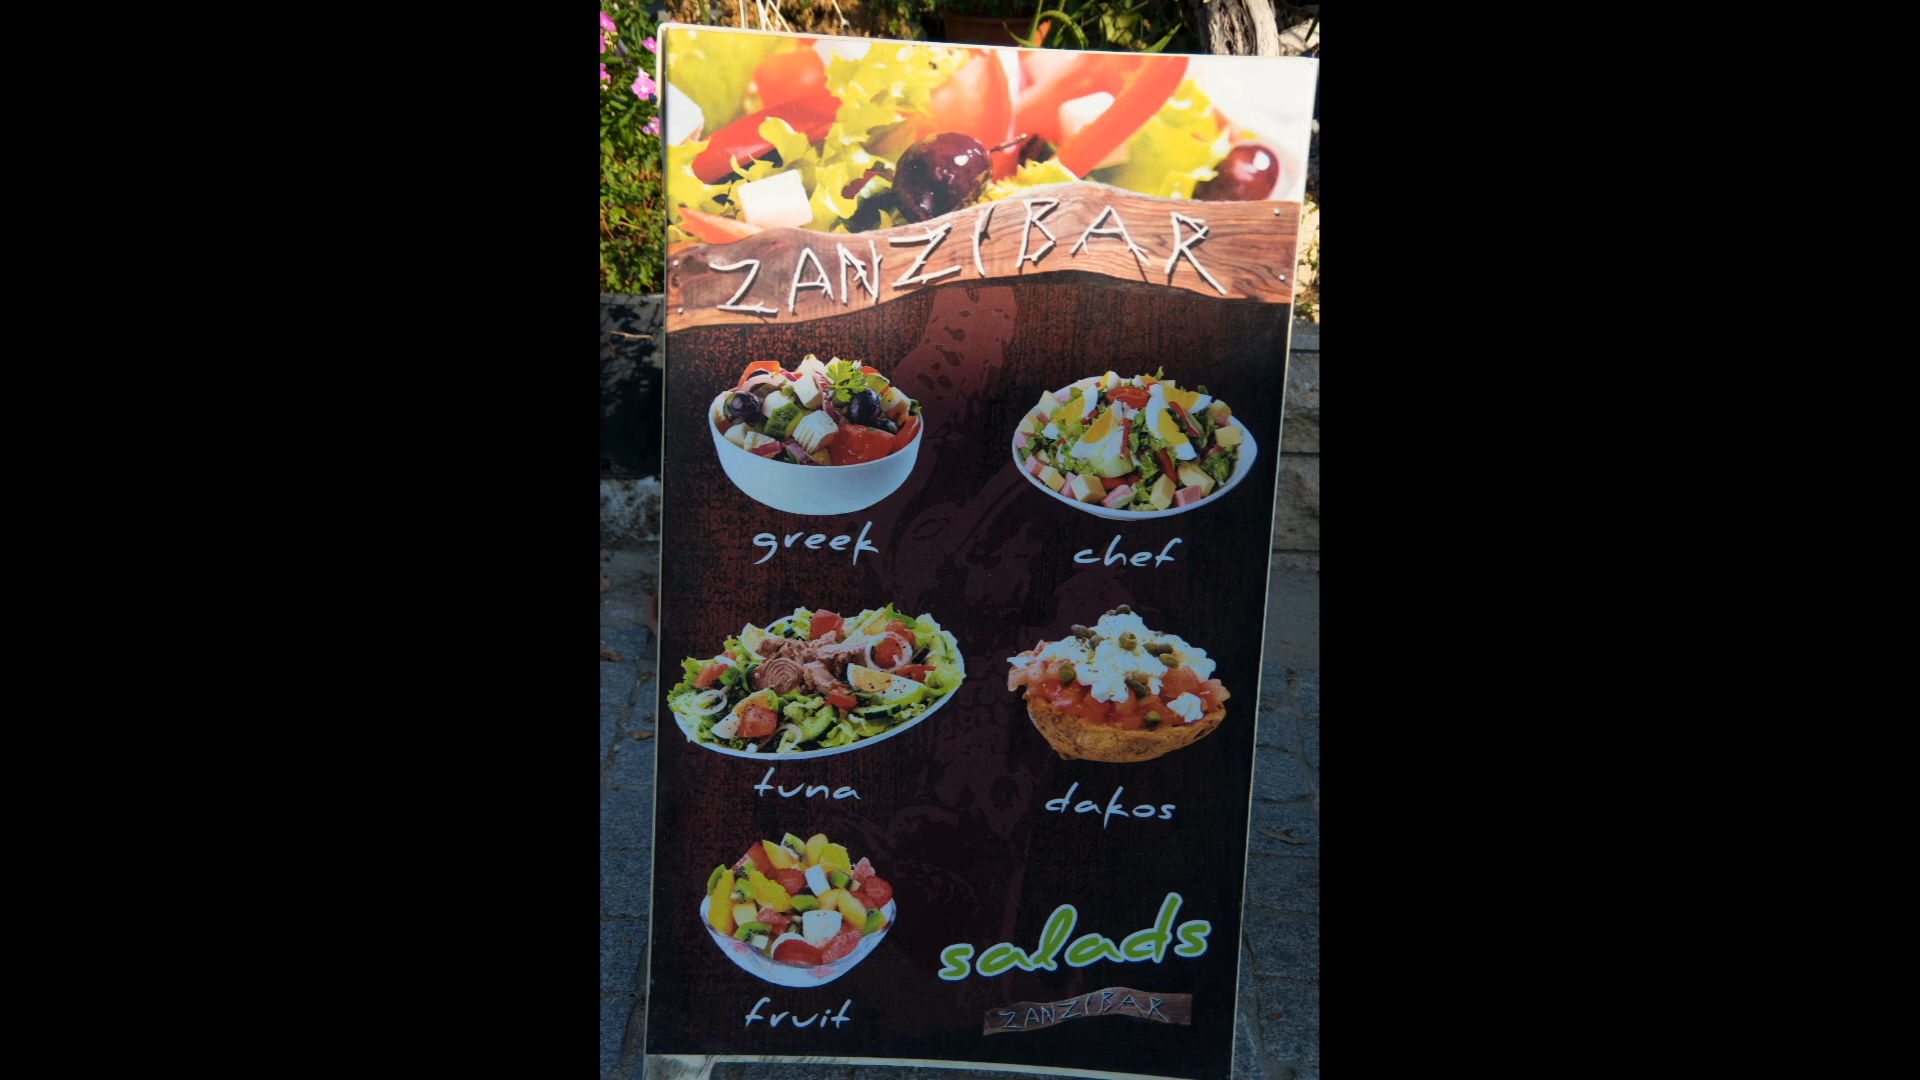 ZANZIBAR
greek
chef
tuna
dakos
fruit
salads
ZANZIBAR